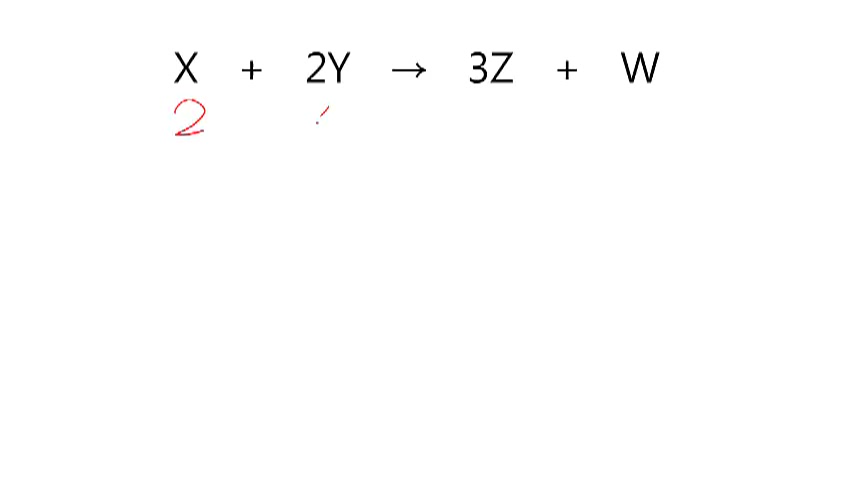 X + 2Y → 3Z + W
2